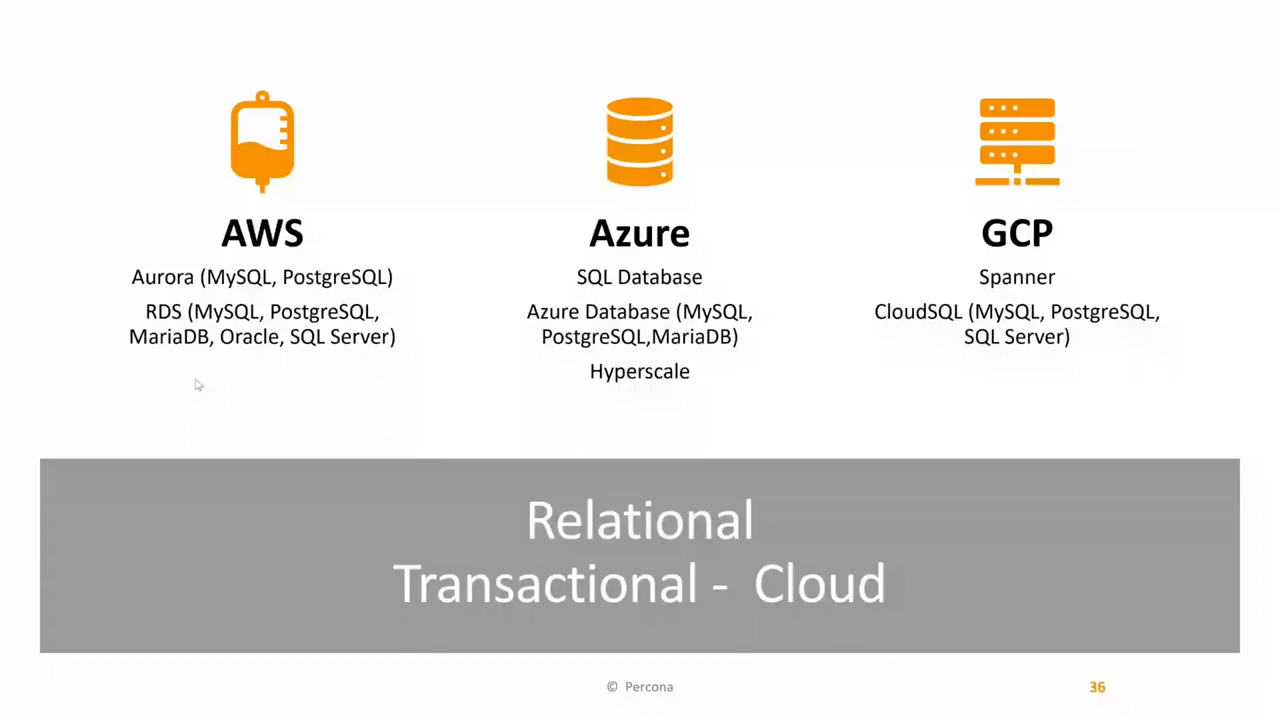 AWS
Aurora (MySQL, PostgreSQL)
RDS (MySQL, PostgreSQL,
MariaDB, Oracle, SQL Server)
Azure
SQL Database
Azure Database (MySQL,
PostgreSQL,MariaDB)
Hyperscale
GCP
Spanner
CloudSQL (MySQL, PostgreSQL,
SQL Server)
Relational
Transactional - Cloud
© Percona
36